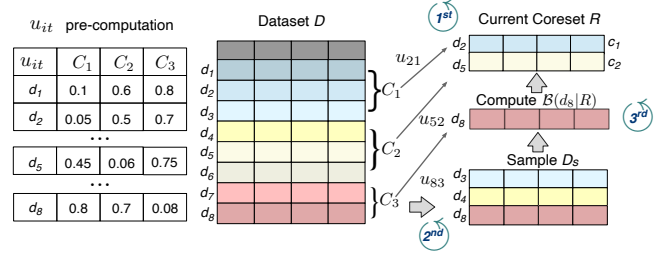 u_it pre-computation
u_it C₁ C₂ C₃
d₁ 0.1 0.6 0.8
d₂ 0.05 0.5 0.7
...
d₅ 0.45 0.06 0.75
...
d₈ 0.8 0.7 0.08
Dataset D
d₁
d₂
d₃
d₄
d₅
d₆
d₇
d₈
C₁
C₂
C₃
u₂₁
u₅₂
u₈₃
1st
2nd
3rd
Current Coreset R
d₂ c₁
d₅ c₂
Compute B(d₈|R)
d₈
Sample Dₛ
d₃
d₄
d₈